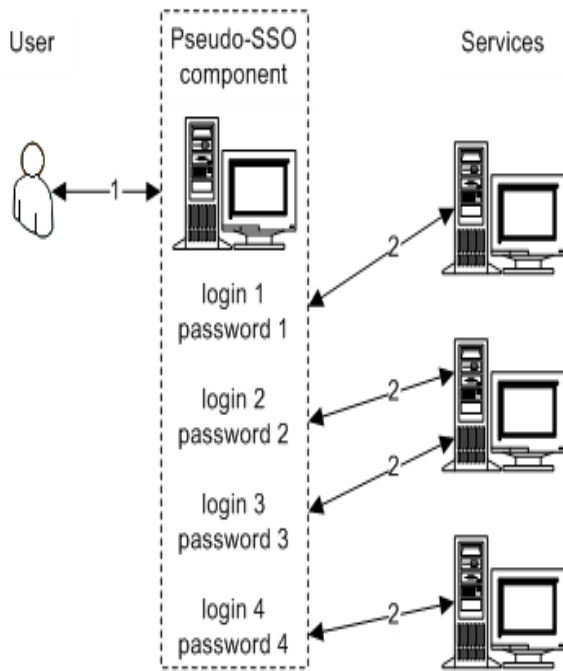 User
Pseudo-SSO
component
Services
1
login 1
password 1
2
login 2
password 2
2
login 3
password 3
2
login 4
password 4
2